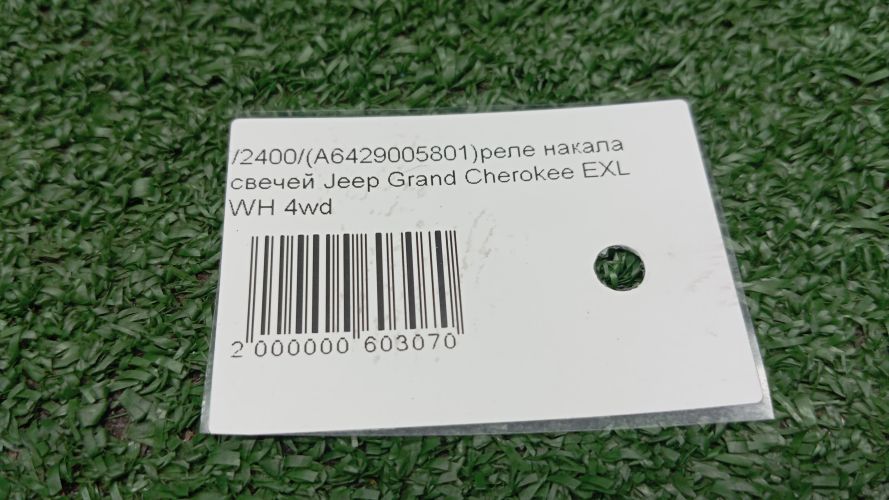 /2400/(A6429005801)реле накала
свечей Jeep Grand Cherokee EXL
WH 4wd
2 000000 603070